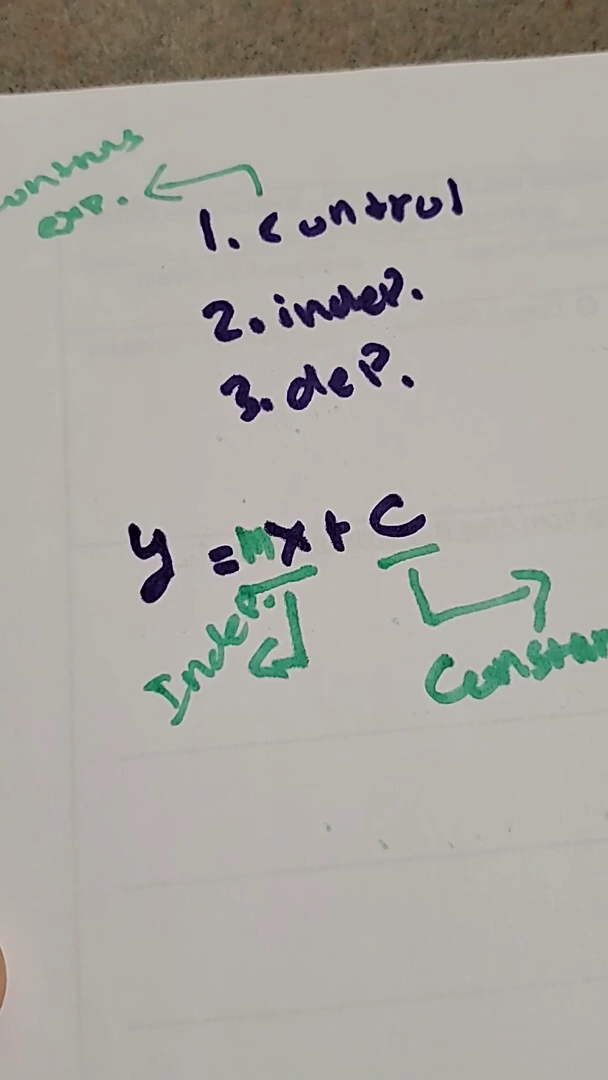 exp.
1. control
2. indep.
3. dep.
y = mx + c
Indep.